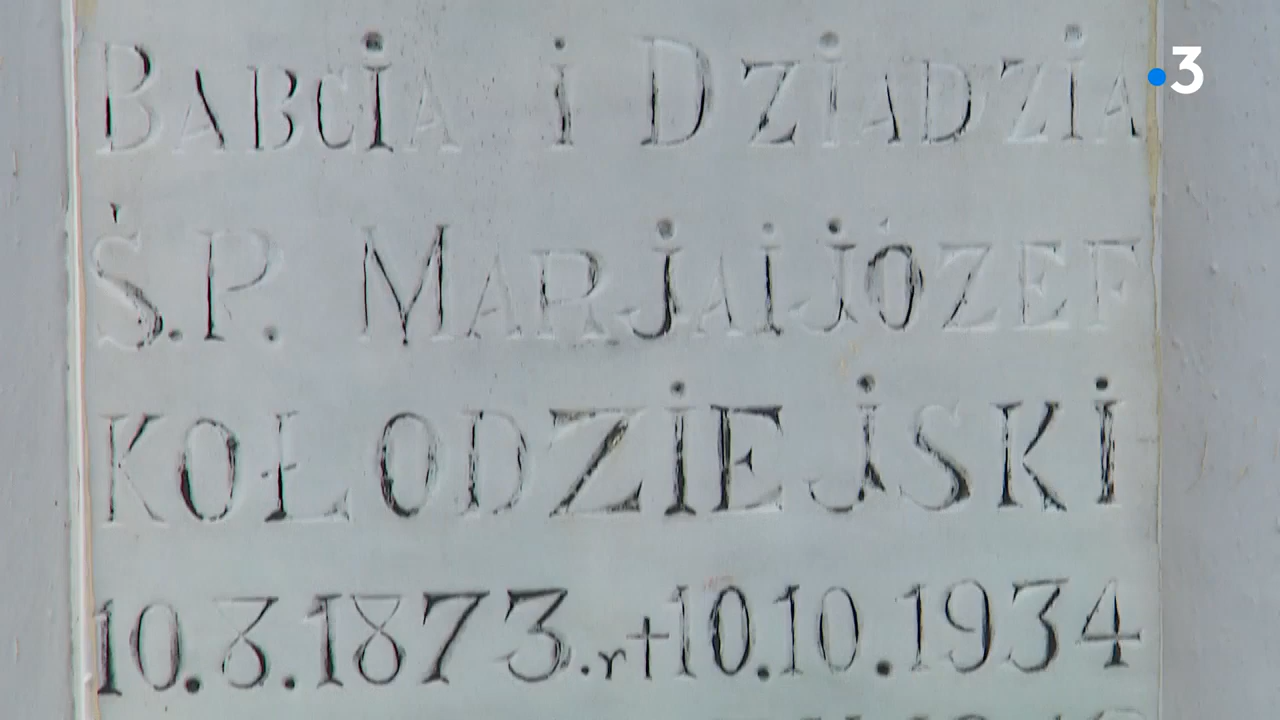 BABCIA i DZIADZIA
3
Ś.P. MARJA i JÓZEF
KOŁODZIEJSKI
10.3.1873.r†10.10.1934